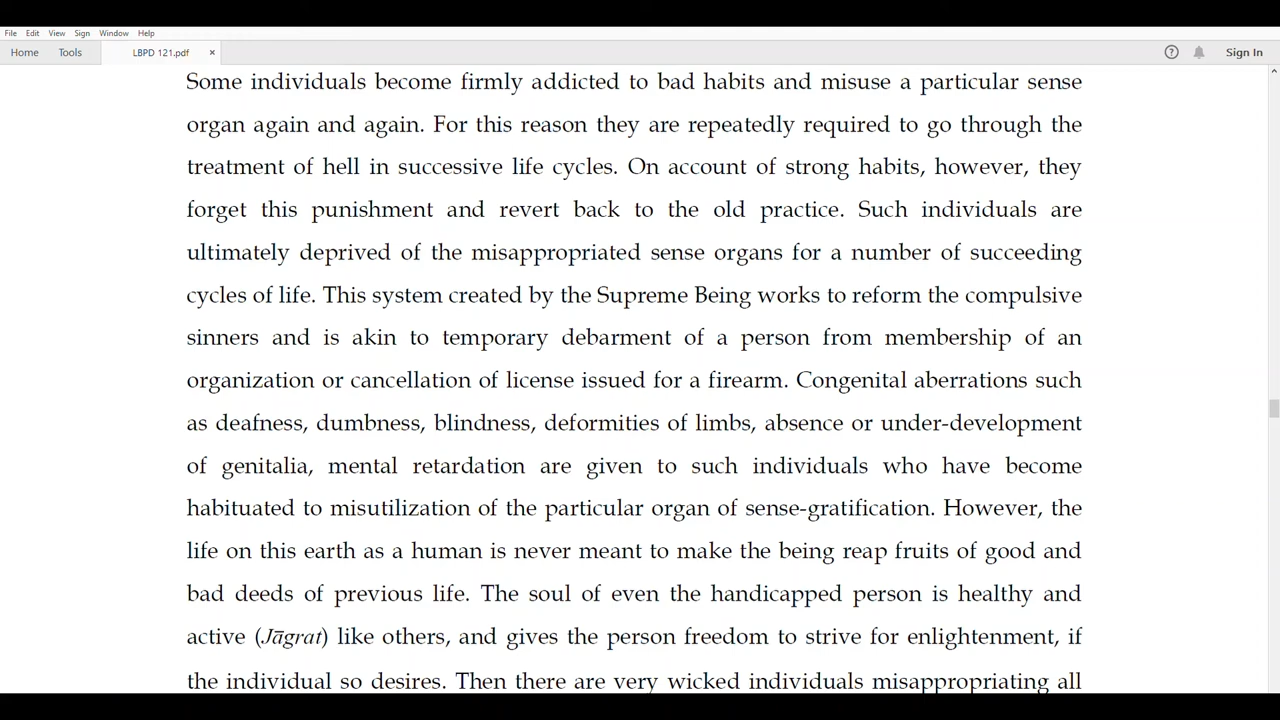 File Edit View Sign Window Help
Home Tools LBPD 121.pdf × ? Sign In
Some individuals become firmly addicted to bad habits and misuse a particular sense
organ again and again. For this reason they are repeatedly required to go through the
treatment of hell in successive life cycles. On account of strong habits, however, they
forget this punishment and revert back to the old practice. Such individuals are
ultimately deprived of the misappropriated sense organs for a number of succeeding
cycles of life. This system created by the Supreme Being works to reform the compulsive
sinners and is akin to temporary debarment of a person from membership of an
organization or cancellation of license issued for a firearm. Congenital aberrations such
as deafness, dumbness, blindness, deformities of limbs, absence or under-development
of genitalia, mental retardation are given to such individuals who have become
habituated to misutilization of the particular organ of sense-gratification. However, the
life on this earth as a human is never meant to make the being reap fruits of good and
bad deeds of previous life. The soul of even the handicapped person is healthy and
active (Jāgrat) like others, and gives the person freedom to strive for enlightenment, if
the individual so desires. Then there are very wicked individuals misappropriating all